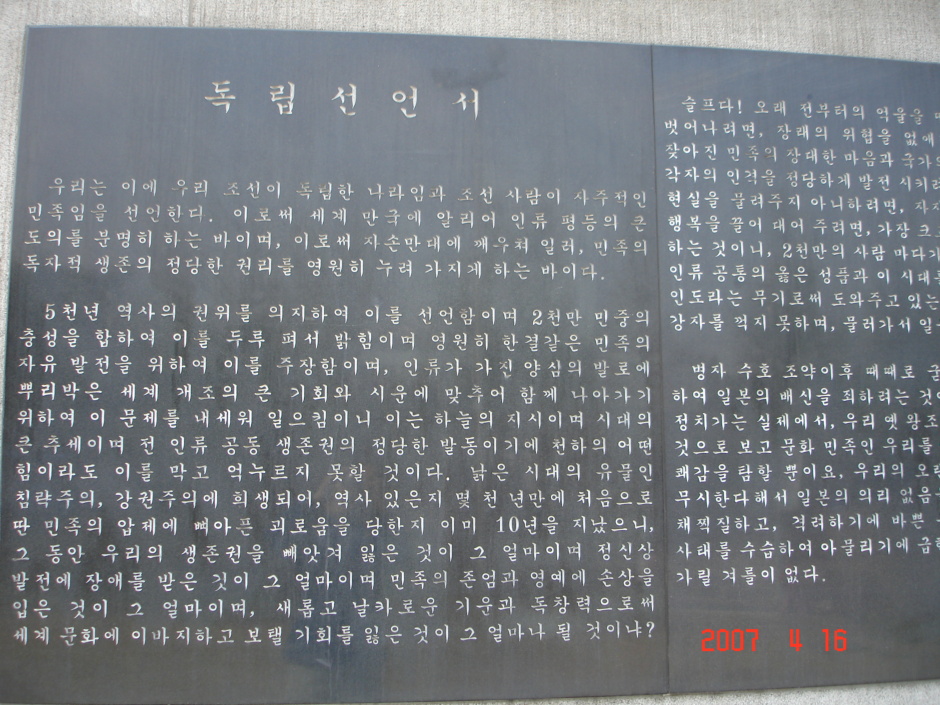 독립선언서
우리는 이에 우리 조선이 독립한 나라임과 조선 사람이 자주적인
민족임을 선언한다. 이로써 세계 만국에 알리어 인류 평등의 큰
도의를 분명히 하는 바이며, 이로써 자손만대에 깨우쳐 일러, 민족의
독자적 생존의 정당한 권리를 영원히 누려 가지게 하는 바이다.
5천년 역사의 권위를 의지하여 이를 선언함이며 2천만 민중의
충성을 합하여 이를 두루 펴서 밝힘이며 영원히 한결같은 민족의
자유 발전을 위하여 이를 주장함이며, 인류가 가진 양심의 발로에
뿌리박은 세계 개조의 큰 기회와 시운에 맞추어 함께 나아가기
위하여 이 문제를 내세워 일으킴이니 이는 하늘의 지시이며 시대의
큰 추세이며 전 인류 공동 생존권의 정당한 발동이기에 천하의 어떤
힘이라도 이를 막고 억누르지 못할 것이다. 낡은 시대의 유물인
침략주의, 강권주의에 희생되어, 역사 있은지 몇 천 년만에 처음으로
딴 민족의 압제에 뼈아픈 괴로움을 당한지 이미 10년을 지났으니,
그 동안 우리의 생존권을 빼앗겨 잃은 것이 그 얼마이며 정신상
발전에 장애를 받은 것이 그 얼마이며 민족의 존엄과 영예에 손상을
입은 것이 그 얼마이며, 새롭고 날카로운 기운과 독창력으로써
세계 문화에 이바지하고 보탤 기회를 잃은 것이 그 얼마나 될 것이냐?
슬프다! 오래 전부터의 억울을
벗어나려면, 장래의 위협을 없애
잦아진 민족의 장대한 마음과 국가의
각자의 인격을 정당하게 발전 시키려
현실을 물려주지 아니하려면,
행복을 끌어 대어 주려면, 가장
하는 것이니, 2천만의 사람 마다가
인류 공통의 옳은 성품과 이 시대
인도라는 무기로써 도와주고 있는
강자를 꺽지 못하며, 물러가서
병자 수호 조약이후 때때로
하여 일본의 배신을 죄하려는
정치가는 실제에서, 우리 옛 왕조
것으로 보고 문화 민족인 우리를
쾌감을 탐할 뿐이요, 우리의
무시한다 해서 일본의 의리 없음
채찍질하고, 격려하기에 바쁜
사태를 수습하여 아물리기에
가릴 겨를이 없다.
2007 4 16